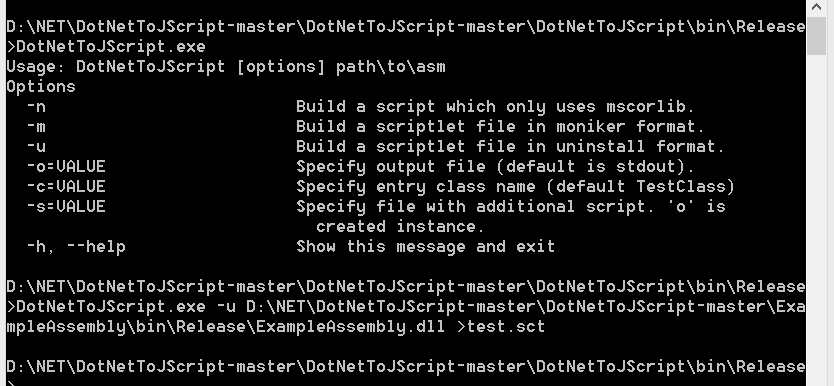 D:\NET\DotNetToJScript-master\DotNetToJScript-master\DotNetToJScript\bin\Release
>DotNetToJScript.exe
Usage: DotNetToJScript [options] path\to\asm
Options
  -n                         Build a script which only uses mscorlib.
  -m                         Build a scriptlet file in moniker format.
  -u                         Build a scriptlet file in uninstall format.
  -o=VALUE                   Specify output file (default is stdout).
  -c=VALUE                   Specify entry class name (default TestClass)
  -s=VALUE                   Specify file with additional script. 'o' is
                               created instance.
  -h, --help                 Show this message and exit

D:\NET\DotNetToJScript-master\DotNetToJScript-master\DotNetToJScript\bin\Release
>DotNetToJScript.exe -u D:\NET\DotNetToJScript-master\DotNetToJScript-master\Exa
mpleAssembly\bin\Release\ExampleAssembly.dll >test.sct

D:\NET\DotNetToJScript-master\DotNetToJScript-master\DotNetToJScript\bin\Release
>